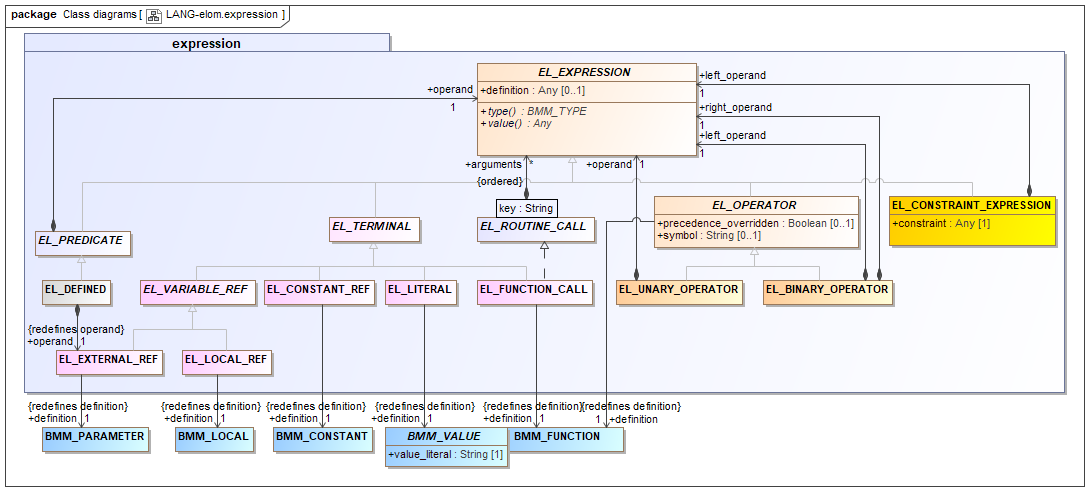 package Class diagrams [ LANG-elom.expression ]
expression
EL_EXPRESSION
+definition : Any [0..1]
+type() : BMM_TYPE
+value() : Any
+operand
1
+left_operand
1
+right_operand
1
+left_operand
1
+arguments
*
{ordered}
+operand
1
key : String
EL_PREDICATE
EL_TERMINAL
EL_ROUTINE_CALL
EL_OPERATOR
+precedence_overridden : Boolean [0..1]
+symbol : String [0..1]
EL_CONSTRAINT_EXPRESSION
+constraint : Any [1]
EL_DEFINED
EL_VARIABLE_REF
EL_CONSTANT_REF
EL_LITERAL
EL_FUNCTION_CALL
EL_UNARY_OPERATOR
EL_BINARY_OPERATOR
{redefines operand}
+operand
1
EL_EXTERNAL_REF
EL_LOCAL_REF
{redefines definition}
+definition
1
{redefines definition}
+definition
1
{redefines definition}
+definition
1
{redefines definition}
+definition
1
{redefines definition}
+definition
1
{redefines definition}
1
+definition
BMM_PARAMETER
BMM_LOCAL
BMM_CONSTANT
BMM_VALUE
+value_literal : String [1]
BMM_FUNCTION